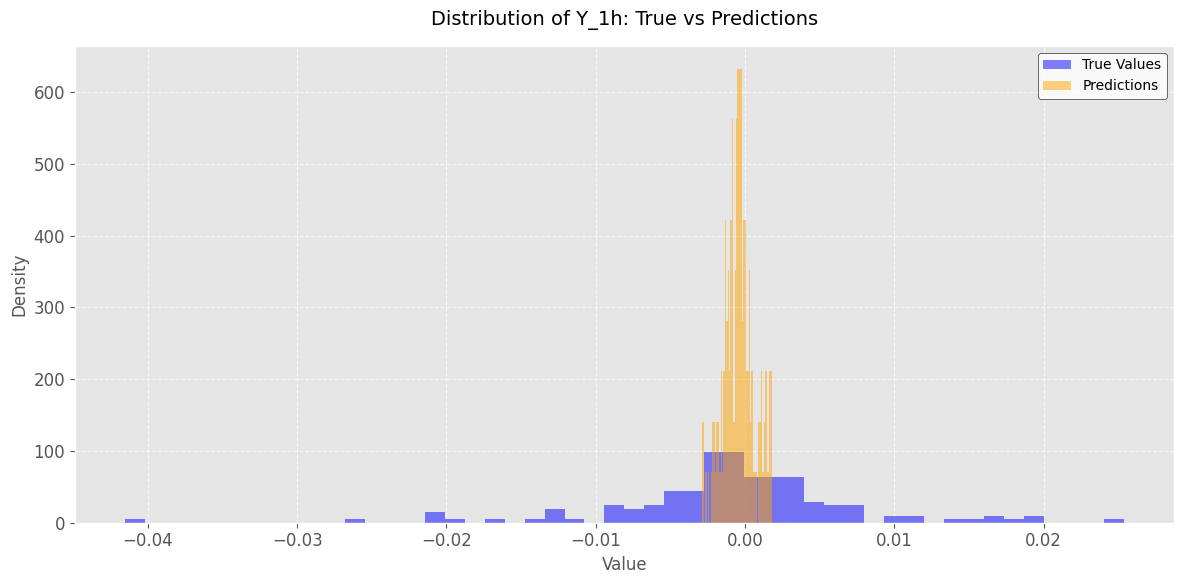 Distribution of Y_1h: True vs Predictions
True Values
Predictions
600
500
400
300
200
100
0
Density
−0.04
−0.03
−0.02
−0.01
0.00
0.01
0.02
Value